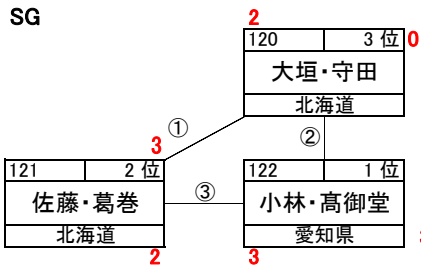 SG
2
120 3 位 0
大垣・守田
北海道
①
3
②
121 2 位
佐藤・葛巻
北海道
2
③
122 1 位
小林・髙御堂
愛知県
3